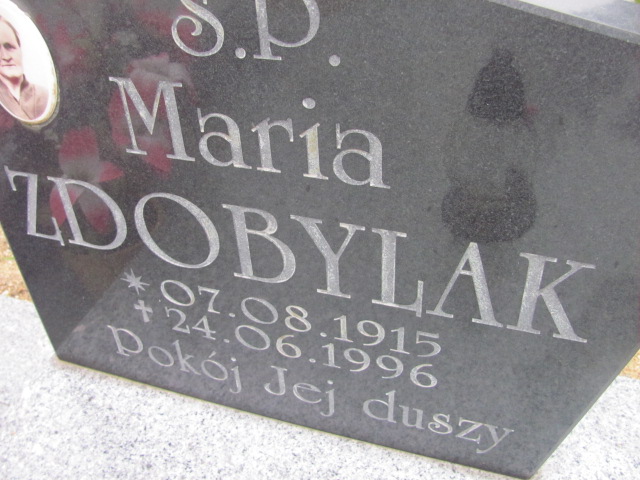 Ś.P.
Maria
ZDOBYLAK
* 07.08.1915
✝ 24.06.1996
Pokój Jej duszy